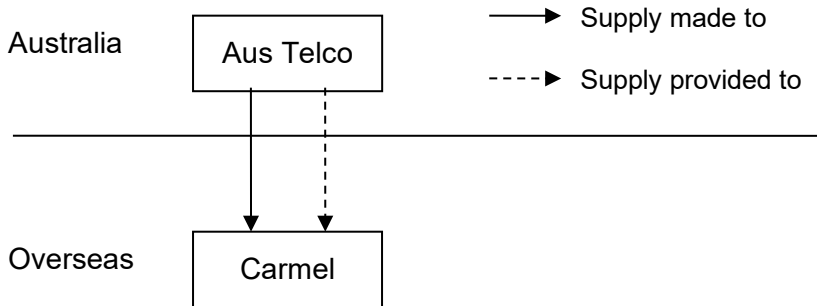 Australia
Aus Telco
Supply made to
Supply provided to
Overseas
Carmel